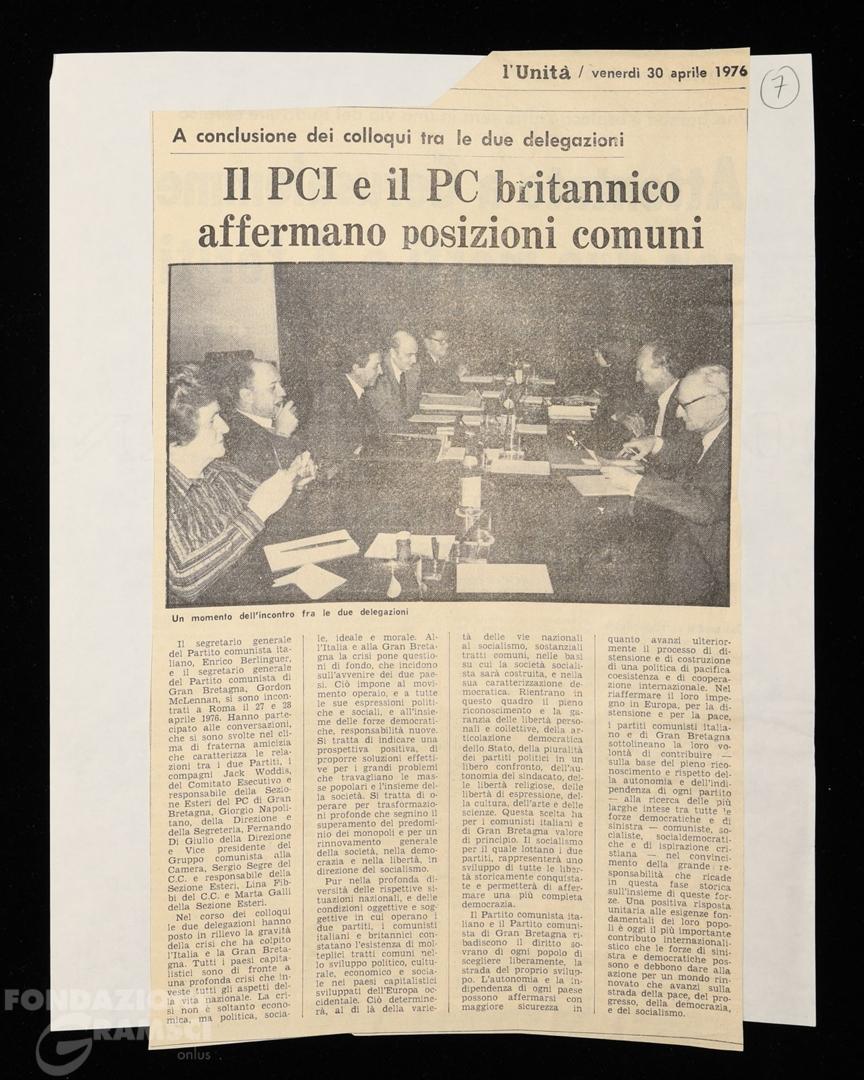 l'Unità / venerdì 30 aprile 1976
7
A conclusione dei colloqui tra le due delegazioni
Il PCI e il PC britannico
affermano posizioni comuni
Un momento dell'incontro fra le due delegazioni
Il segretario generale
del Partito comunista ita-
liano, Enrico Berlinguer,
e il segretario generale
del Partito comunista di
Gran Bretagna, Gordon
McLennan, si sono incon-
trati a Roma il 27 e 28
aprile 1976. Hanno parte-
cipato alle conversazioni,
che si sono svolte nel cli-
ma di fraterna amicizia
che caratterizza le rela-
zioni tra i due Partiti, i
compagni Jack Woddis,
del Comitato Esecutivo e
responsabile della Sezio-
ne Esteri del PC di Gran
Bretagna, Giorgio Napoli-
tano, della Direzione e
della Segreteria, Fernando
Di Giulio della Direzione
e Vice presidente del
Gruppo comunista alla
Camera, Sergio Segre del
C.C. e responsabile della
Sezione Esteri, Lina Fib-
bi del C.C. e Marta Galli
della Sezione Esteri.
Nel corso dei colloqui
le due delegazioni hanno
posto in rilievo la gravità
della crisi che ha colpito
l'Italia e la Gran Breta-
gna. Tutti i paesi capita-
listici sono di fronte a
una profonda crisi che in-
veste tutti gli aspetti del-
la vita nazionale. La cri-
si non è soltanto econo-
mica, ma politica, socia-
le, ideale e morale. Al-
l'Italia e alla Gran Breta-
gna la crisi pone questio-
ni di fondo, che incidono
sull'avvenire dei due pae-
si. Ciò impone al movi-
mento operaio, e a tutte
le sue espressioni politi-
che e sociali, e all'insie-
me delle forze democrati-
che, responsabilità nuove.
Si tratta di indicare una
prospettiva positiva, di
proporre soluzioni effetti-
ve per i grandi problemi
che travagliano le mas-
se popolari e l'insieme del-
la società. Si tratta di o-
perare per trasformazio-
ni profonde che segnino il
superamento del predomi-
nio dei monopoli e per un
rinnovamento generale
della società, nella demo-
crazia e nella libertà, in
direzione del socialismo.
Pur nella profonda di-
versità delle rispettive si-
tuazioni nazionali, e delle
condizioni oggettive e sog-
gettive in cui operano i
due partiti, i comunisti
italiani e britannici con-
statano l'esistenza di mol-
teplici tratti comuni nel-
lo sviluppo politico, cultu-
rale, economico e socia-
le nei paesi capitalistici
sviluppati dell'Europa oc-
cidentale. Ciò determine-
rà, al di là della varie-
tà delle vie nazionali
al socialismo, sostanziali
tratti comuni, nelle basi
su cui la società sociali-
sta sarà costruita, e nella
sua caratterizzazione de-
mocratica. Rientrano in
questo quadro il pieno
riconoscimento e la ga-
ranzia delle libertà perso-
nali e collettive, della ar-
ticolazione democratica
dello Stato, della pluralità
dei partiti politici in un
libero confronto, dell'au-
tonomia del sindacato, del-
le libertà religiose, delle
libertà di espressione, del-
la cultura, dell'arte e delle
scienze. Questa scelta ha
per i comunisti italiani e
di Gran Bretagna valore
di principio. Il socialismo
per il quale lottano i due
partiti, rappresenterà uno
sviluppo di tutte le liber-
tà storicamente conquista-
te e permetterà di affer-
mare una più completa
democrazia.
Il Partito comunista ita-
liano e il Partito comuni-
sta di Gran Bretagna ri-
badiscono il diritto so-
vrano di ogni popolo di
scegliere liberamente, la
strada del proprio svilup-
po. L'autonomia e la in-
dipendenza di ogni paese
possono affermarsi con
maggiore sicurezza in
quanto avanzi ulterior-
mente il processo di di-
stensione e di costruzione
di una politica di pacifica
coesistenza e di coopera-
zione internazionale. Nel
riaffermare il loro impe-
gno in Europa, per la di-
stensione e per la pace,
i partiti comunisti italia-
no e di Gran Bretagna
sottolineano la loro vo-
lontà di contribuire —
sulla base del pieno rico-
noscimento e rispetto del-
la autonomia e dell'indi-
pendenza di ogni partito
— alla ricerca delle più
larghe intese tra tutte le
forze democratiche e di
sinistra — comuniste, so-
cialiste, socialdemocrati-
che e di ispirazione cri-
stiana — nel convinci-
mento della grande re-
sponsabilità che ricade
in questa fase storica
sull'insieme di queste for-
ze. Una positiva risposta
unitaria alle esigenze fon-
damentali dei loro popo-
li è oggi il più importante
contributo internazionali-
stico che le forze di sini-
stra e democratiche pos-
sono e debbono dare alla
azione per un mondo rin-
novato che avanzi sulla
strada della pace, del pro-
gresso, della democrazia,
e del socialismo.
FONDAZIONE
GRAMSCI
onlus